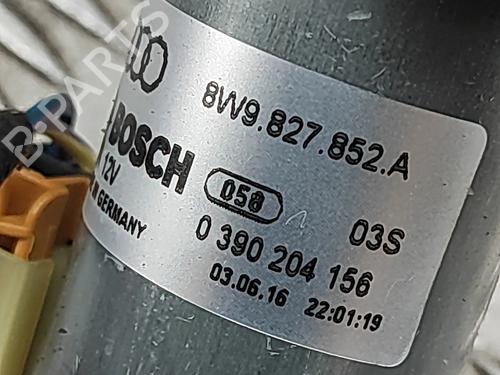 B-PARTS
8W9.827.852.A
BOSCH
12V
058
03S
GERMANY
0 390 204 156
03.06.16 22:01:19